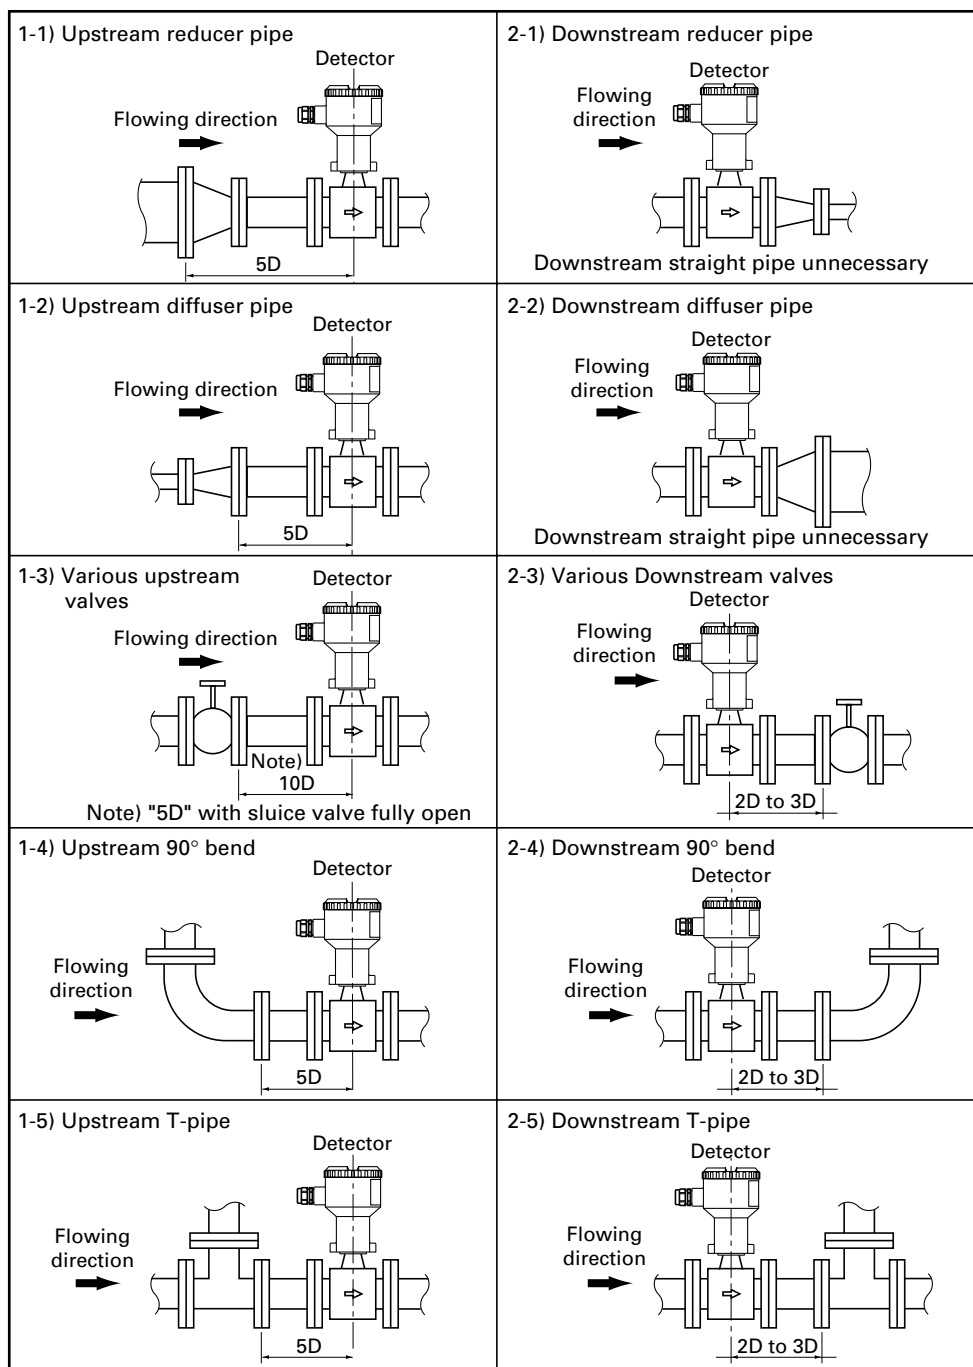 1-1) Upstream reducer pipe
Detector
Flowing direction
5D
2-1) Downstream reducer pipe
Detector
Flowing
direction
Downstream straight pipe unnecessary
1-2) Upstream diffuser pipe
Detector
Flowing direction
5D
2-2) Downstream diffuser pipe
Detector
Flowing
direction
Downstream straight pipe unnecessary
1-3) Various upstream
valves
Detector
Flowing direction
Note)
10D
Note) "5D" with sluice valve fully open
2-3) Various Downstream valves
Detector
Flowing
direction
2D to 3D
1-4) Upstream 90° bend
Detector
Flowing
direction
5D
2-4) Downstream 90° bend
Detector
Flowing
direction
2D to 3D
1-5) Upstream T-pipe
Detector
Flowing
direction
5D
2-5) Downstream T-pipe
Detector
Flowing
direction
2D to 3D